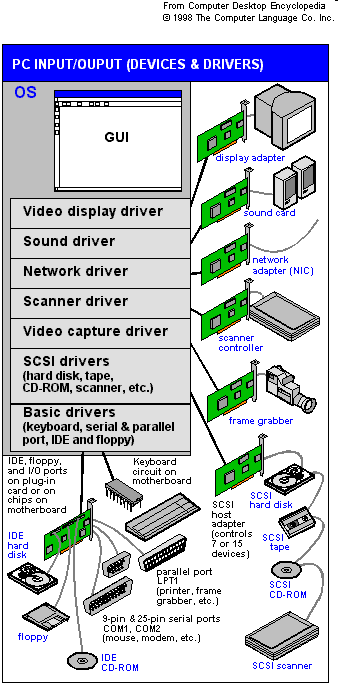 From Computer Desktop Encyclopedia
© 1998 The Computer Language Co. Inc.
PC INPUT/OUPUT (DEVICES & DRIVERS)
OS
GUI
Video display driver
Sound driver
Network driver
Scanner driver
Video capture driver
SCSI drivers
(hard disk, tape,
CD-ROM, scanner, etc.)
Basic drivers
(keyboard, serial & parallel
port, IDE and floppy)
display adapter
sound card
network
adapter (NIC)
scanner
controller
frame grabber
SCSI
host
adapter
(controls
7 or 15
devices)
SCSI
hard disk
SCSI
tape
SCSI
CD-ROM
SCSI scanner
IDE, floppy,
and I/O ports
on plug-in
card or on
chips on
motherboard
Keyboard
circuit on
motherboard
IDE
hard
disk
floppy
parallel port
LPT1
(printer, frame
grabber, etc.)
9-pin & 25-pin serial ports
COM1, COM2
(mouse, modem, etc.)
IDE
CD-ROM